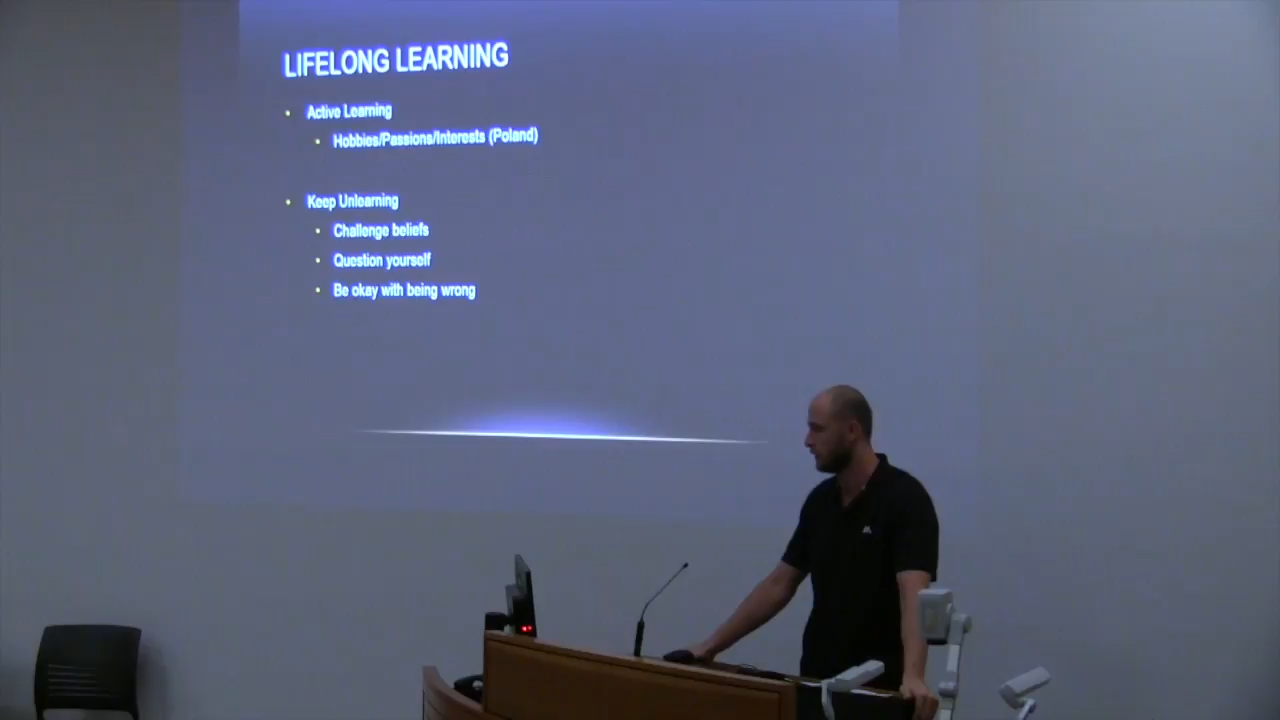 LIFELONG LEARNING
• Active Learning
• Hobbies/Passions/Interests (Poland)
• Keep Unlearning
• Challenge beliefs
• Question yourself
• Be okay with being wrong